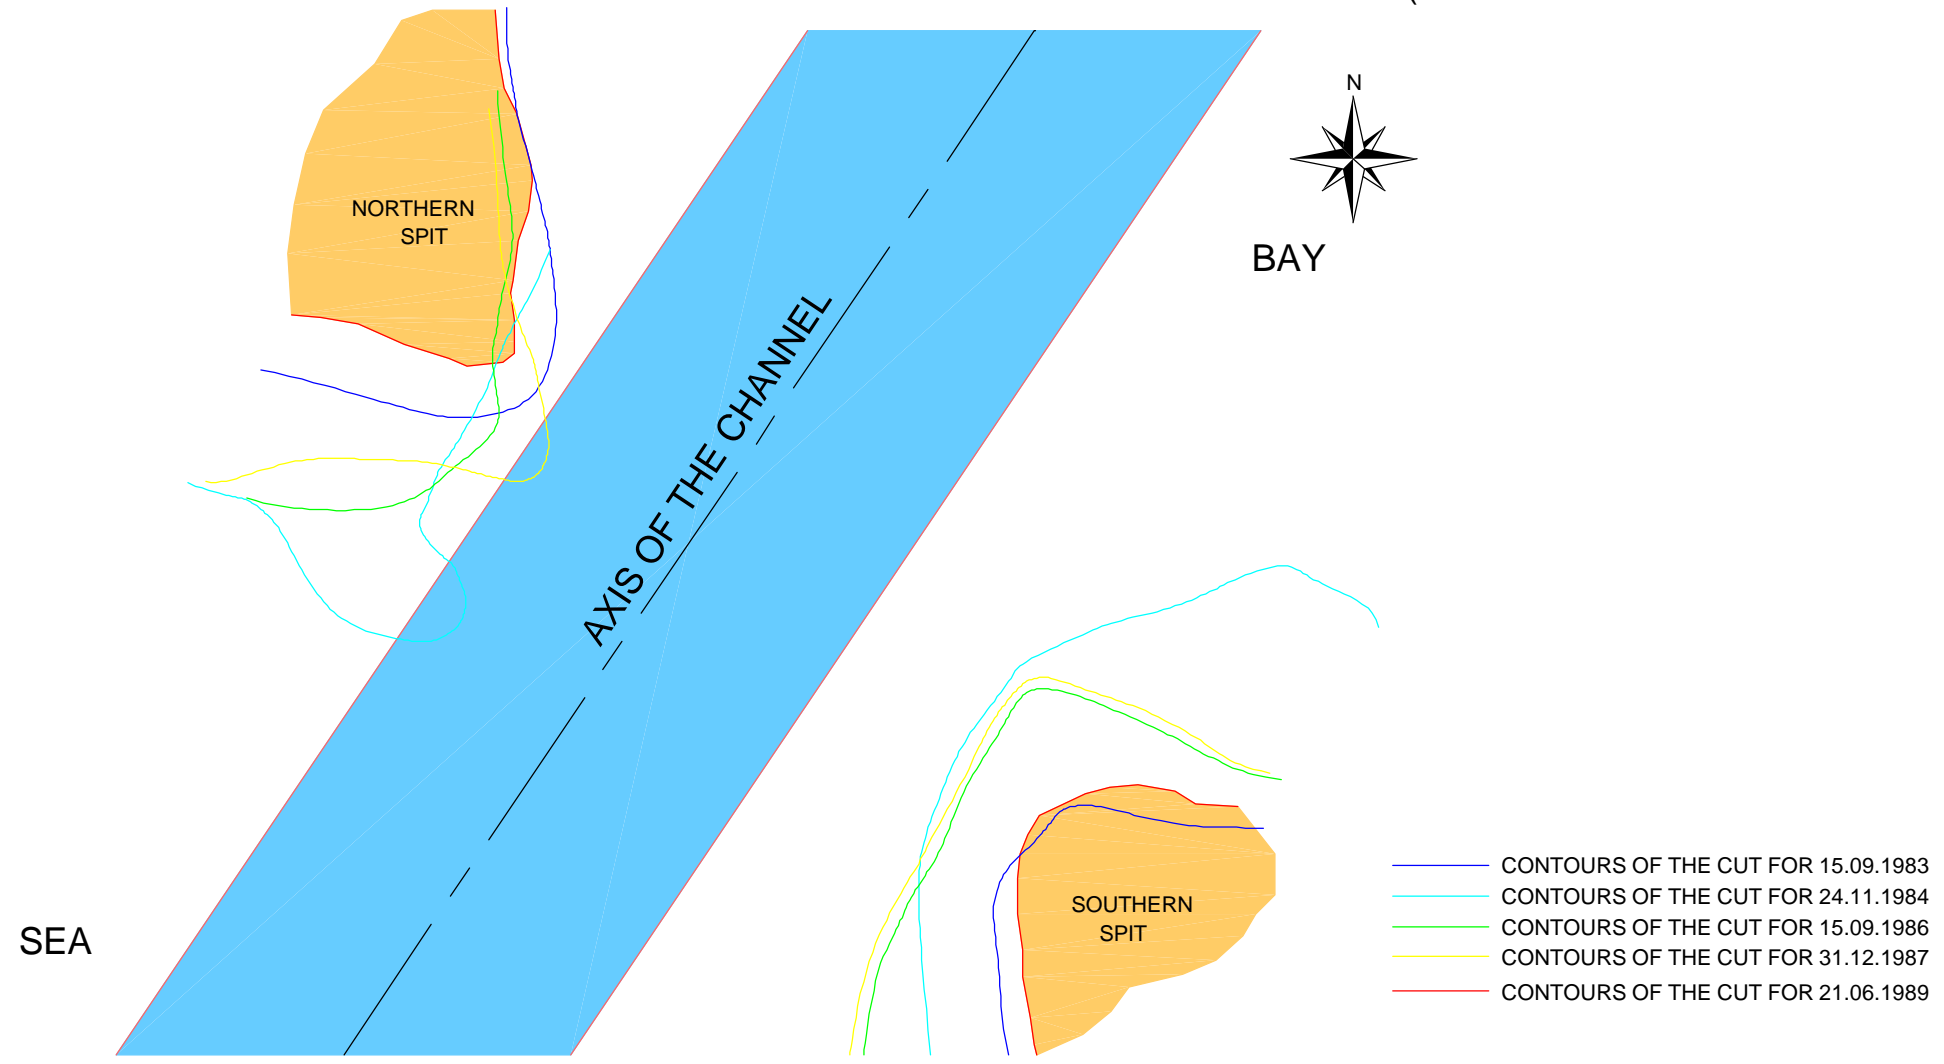 N
NORTHERN
SPIT
BAY
AXIS OF THE CHANNEL
CONTOURS OF THE CUT FOR 15.09.1983
CONTOURS OF THE CUT FOR 24.11.1984
SOUTHERN
SPIT
CONTOURS OF THE CUT FOR 15.09.1986
SEA
CONTOURS OF THE CUT FOR 31.12.1987
CONTOURS OF THE CUT FOR 21.06.1989